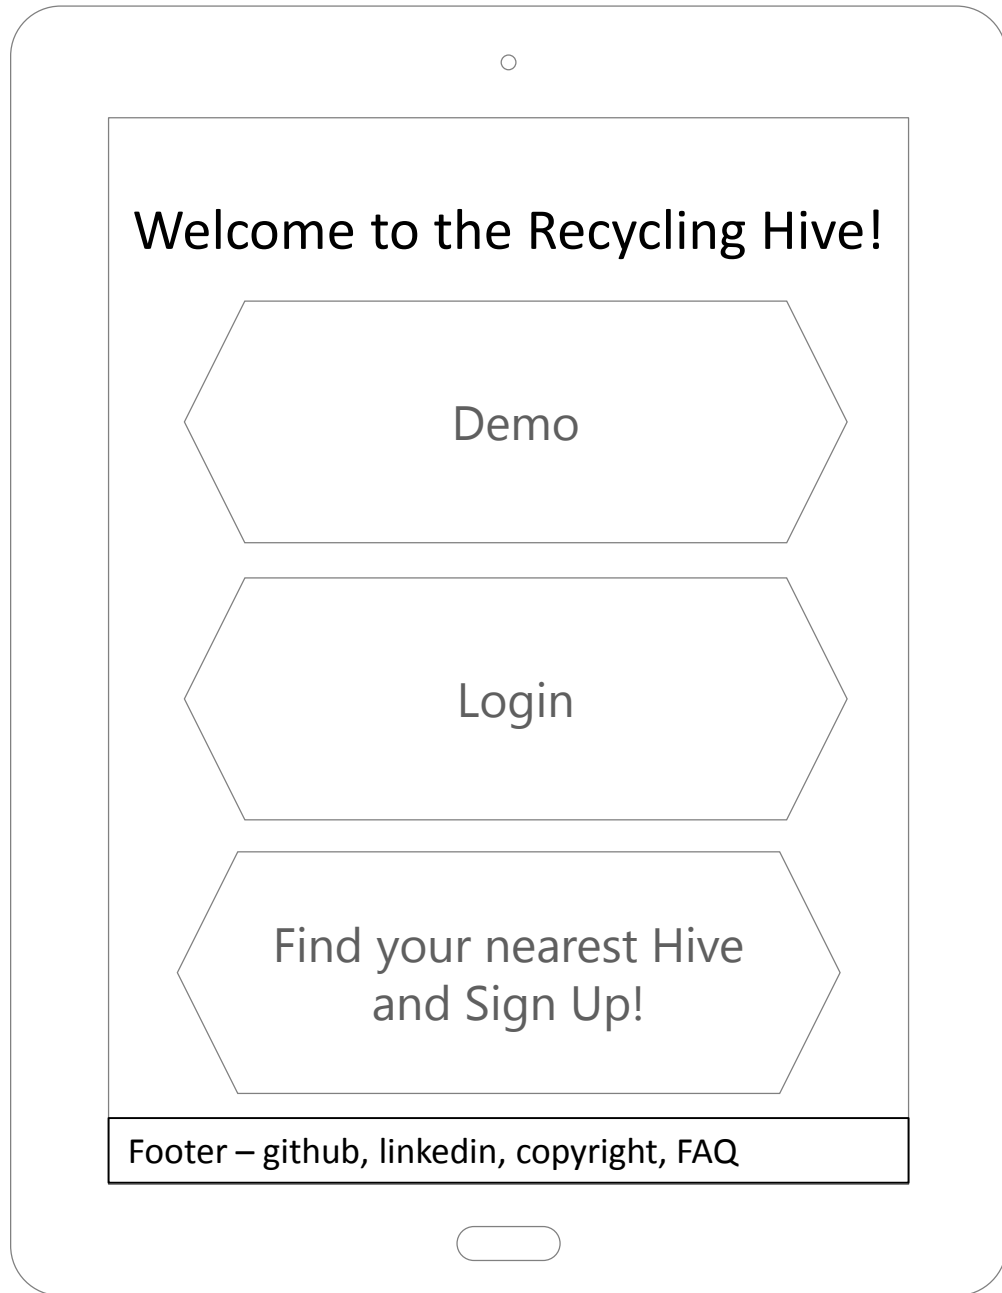 Welcome to the Recycling Hive!
Demo
Login
Find your nearest Hive
and Sign Up!
Footer – github, linkedin, copyright, FAQ